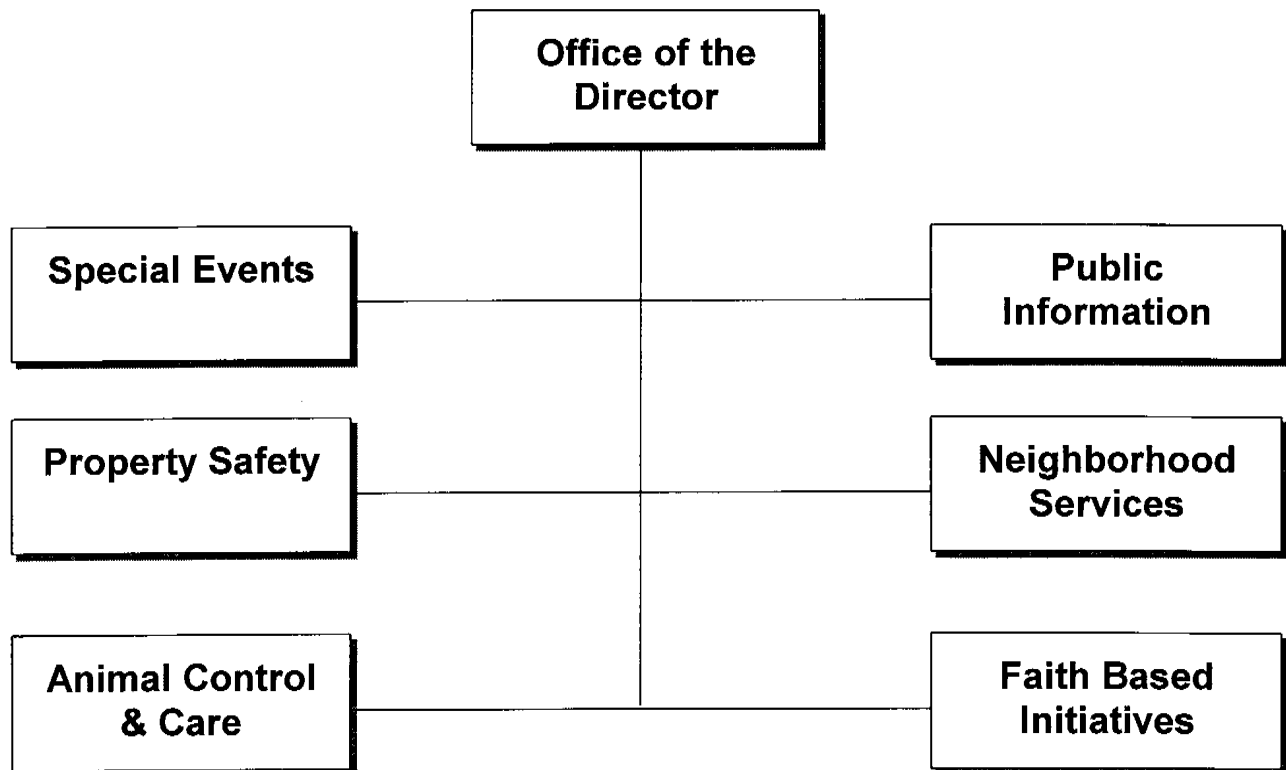 Office of the
Director
Special Events
Public
Information
Property Safety
Neighborhood
Services
Animal Control
& Care
Faith Based
Initiatives